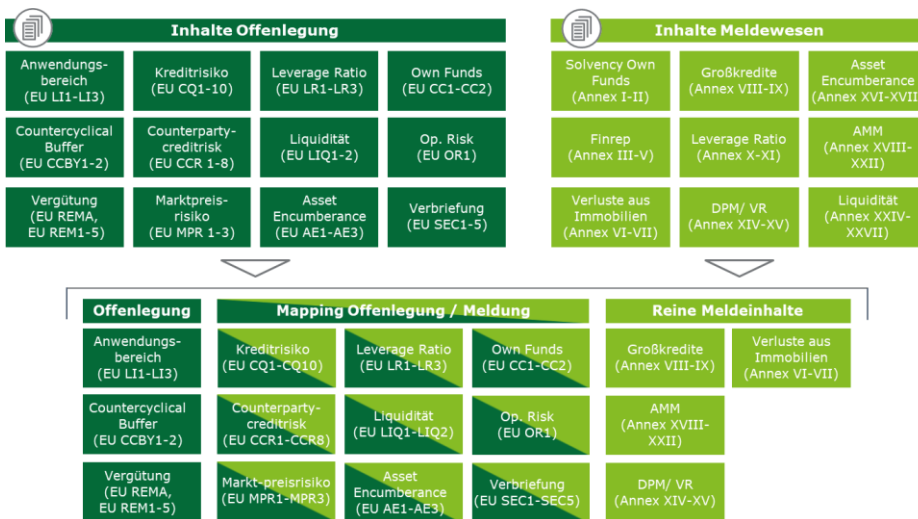 Inhalte Offenlegung
Anwendungs-
bereich
(EU LI1-LI3)
Kreditrisiko
(EU CQ1-10)
Leverage Ratio
(EU LR1-LR3)
Own Funds
(EU CC1-CC2)
Countercyclical
Buffer
(EU CCBY1-2)
Counterparty-
creditrisk
(EU CCR 1-8)
Liquidität
(EU LIQ1-2)
Op. Risk
(EU OR1)
Vergütung
(EU REMA,
EU REM1-5)
Marktpreis-
risiko
(EU MPR 1-3)
Asset
Encumberance
(EU AE1-AE3)
Verbriefung
(EU SEC1-5)
Inhalte Meldewesen
Solvency Own
Funds
(Annex I-II)
Großkredite
(Annex VIII-IX)
Asset
Encumberance
(Annex XVI-XVII)
Finrep
(Annex III-V)
Leverage Ratio
(Annex X-XI)
AMM
(Annex XVIII-
XXII)
Verluste aus
Immobilien
(Annex VI-VII)
DPM/ VR
(Annex XIV-XV)
Liquidität
(Annex XXIV-
XXVII)
Offenlegung
Anwendungs-
bereich
(EU LI1-LI3)
Countercyclical
Buffer
(EU CCBY1-2)
Vergütung
(EU REMA,
EU REM1-5)
Mapping Offenlegung / Meldung
Kreditrisiko
(EU CQ1-CQ10)
Leverage Ratio
(EU LR1-LR3)
Own Funds
(EU CC1-CC2)
Counterparty-
creditrisk
(EU CCR1-CCR8)
Liquidität
(EU LIQ1-LIQ2)
Op. Risk
(EU OR1)
Markt-preisrisiko
(EU MPR1-MPR3)
Asset
Encumberance
(EU AE1-AE3)
Verbriefung
(EU SEC1-SEC5)
Reine Meldeinhalte
Großkredite
(Annex VIII-IX)
Verluste aus
Immobilien
(Annex VI-VII)
AMM
(Annex XVIII-
XXII)
DPM/ VR
(Annex XIV-XV)